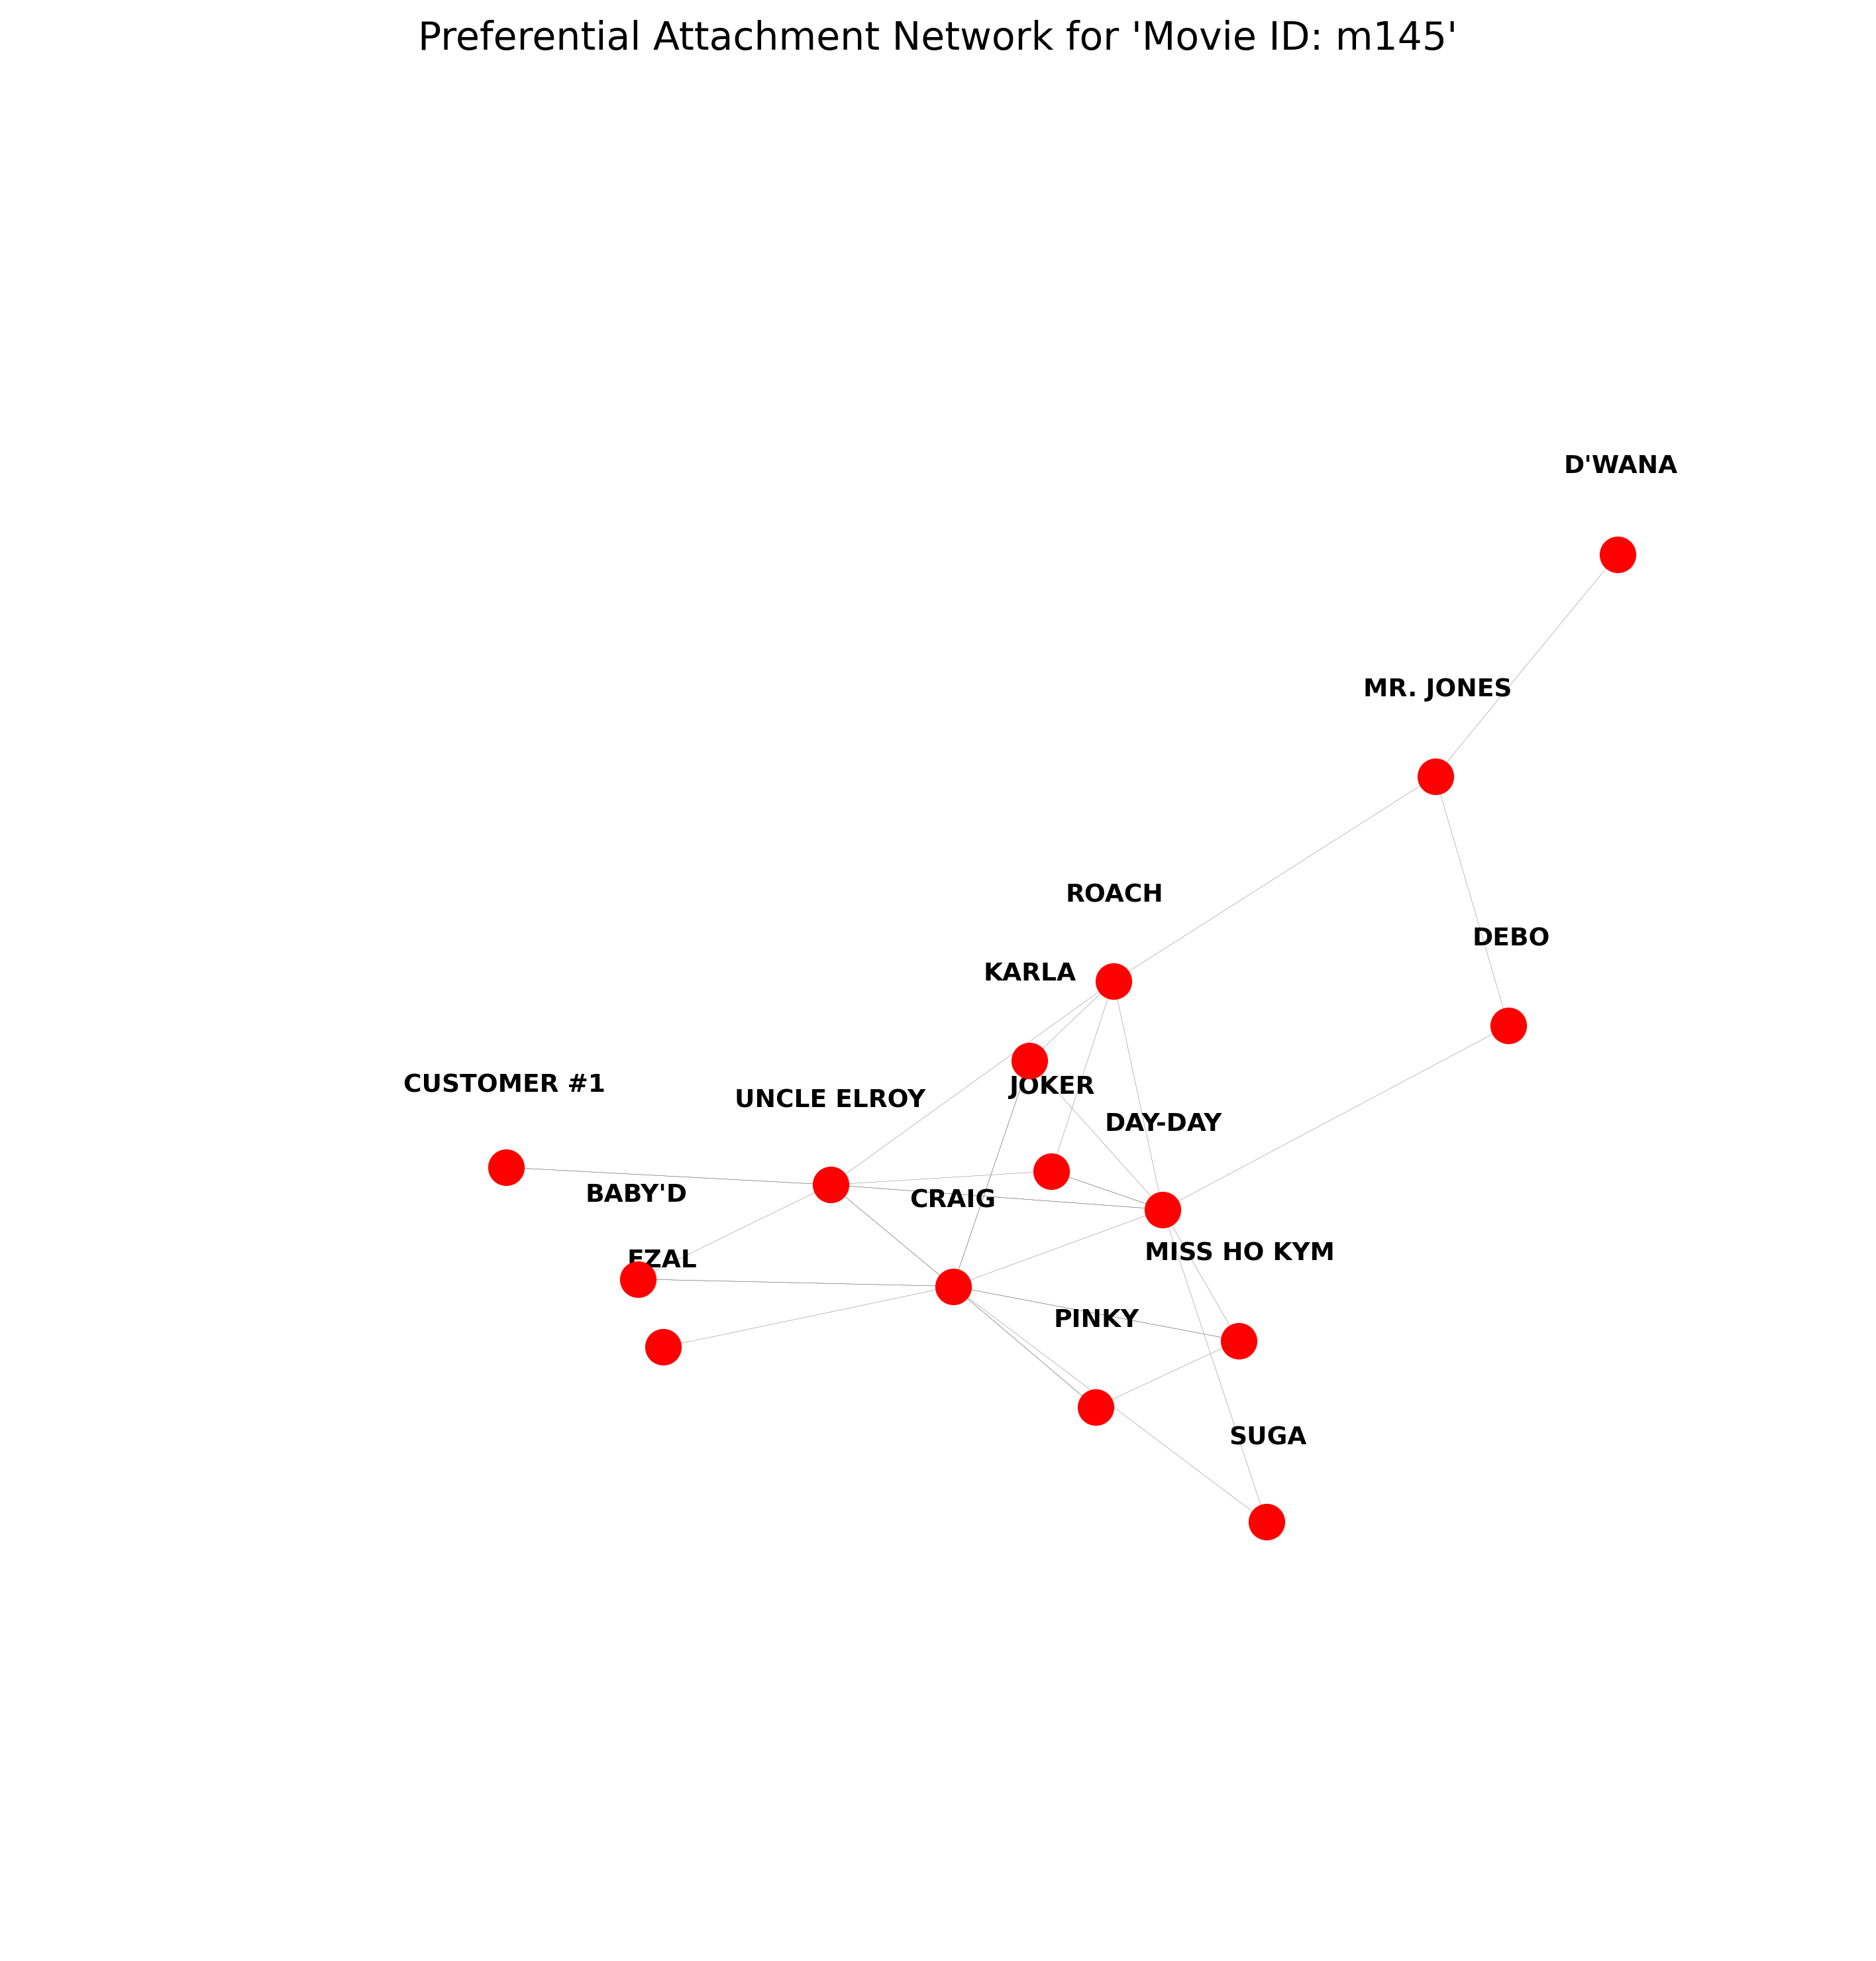 Preferential Attachment Network for 'Movie ID: m145'
D'WANA
MR. JONES
ROACH
DEBO
KARLA
CUSTOMER #1
JOKER
UNCLE ELROY
DAY-DAY
BABY'D
CRAIG
MISS HO KYM
EZAL
PINKY
SUGA